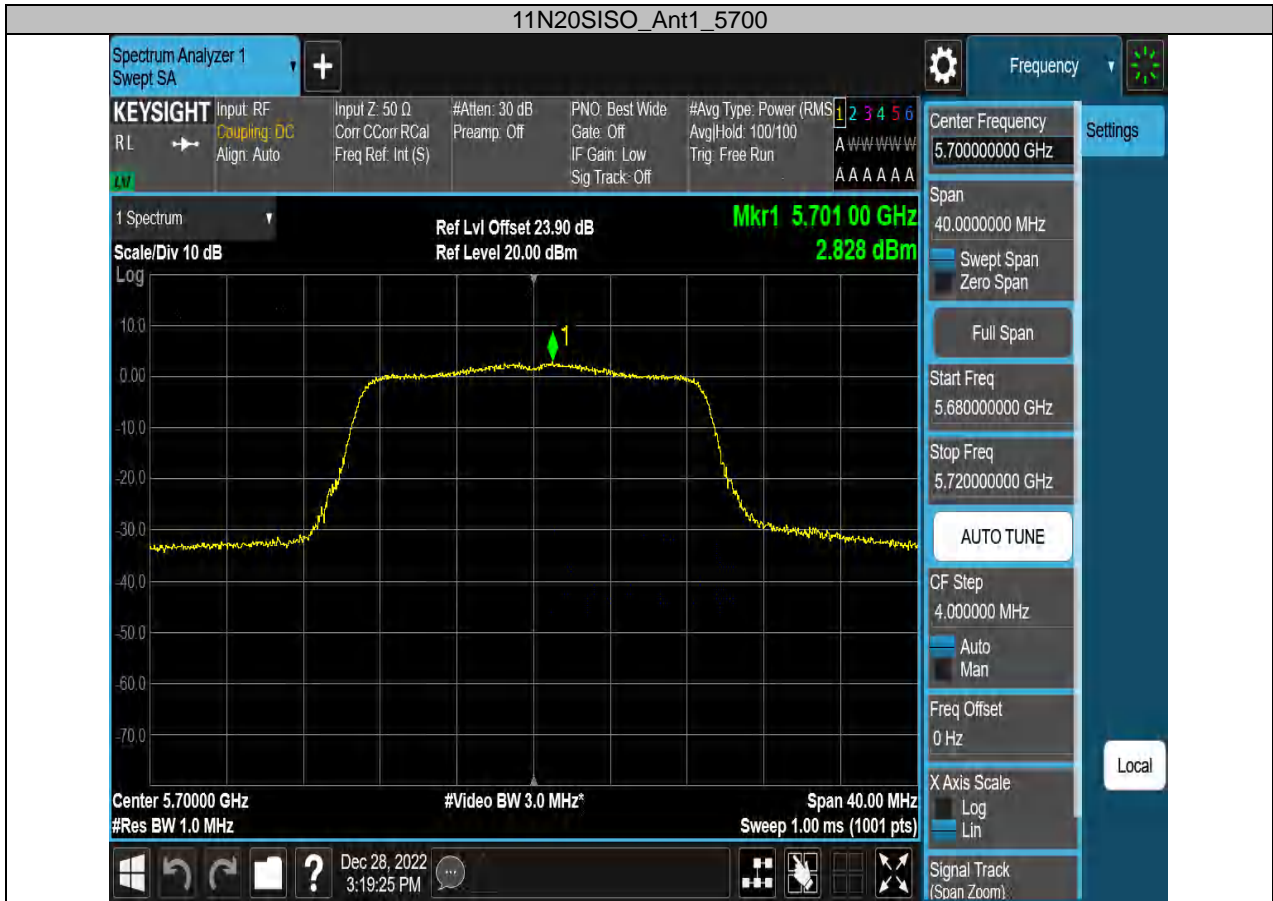 11N20SISO_Ant1_5700
Spectrum Analyzer 1
Swept SA
Frequency
KEYSIGHT
RL
LXI
Input: RF
Coupling: DC
Align: Auto
Input Z: 50 Ω
Corr CCorr RCal
Freq Ref: Int (S)
#Atten: 30 dB
Preamp: Off
PNO: Best Wide
Gate: Off
IF Gain: Low
Sig Track: Off
#Avg Type: Power (RMS
Avg|Hold: 100/100
Trig: Free Run
1 2 3 4 5 6
A W W W W W
A A A A A A
1 Spectrum
Scale/Div 10 dB
Log
Ref Lvl Offset 23.90 dB
Ref Level 20.00 dBm
Mkr1 5.701 00 GHz
2.828 dBm
10.0
0.00
-10.0
-20.0
-30.0
-40.0
-50.0
-60.0
-70.0
1
Center 5.70000 GHz
#Video BW 3.0 MHz*
Span 40.00 MHz
#Res BW 1.0 MHz
Sweep 1.00 ms (1001 pts)
Center Frequency
5.700000000 GHz
Settings
Span
40.0000000 MHz
Swept Span
Zero Span
Full Span
Start Freq
5.680000000 GHz
Stop Freq
5.720000000 GHz
AUTO TUNE
CF Step
4.000000 MHz
Auto
Man
Freq Offset
0 Hz
X Axis Scale
Log
Lin
Local
Signal Track
(Span Zoom)
?
Dec 28, 2022
3:19:25 PM